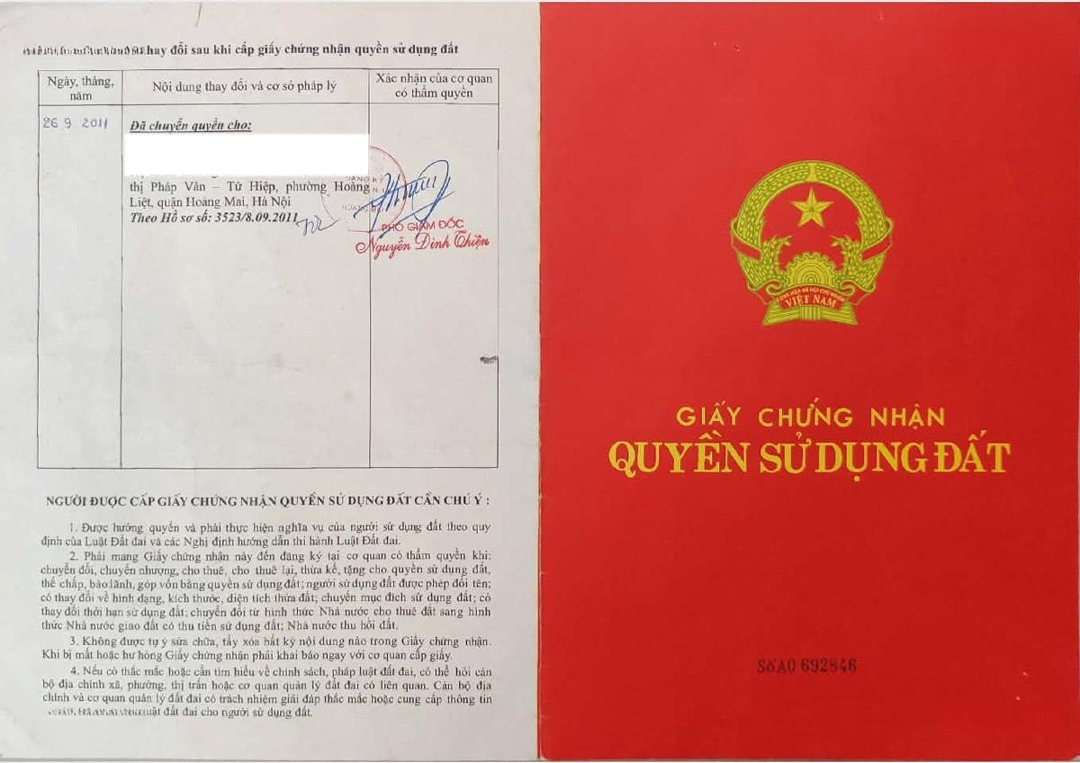 hay đổi sau khi cấp giấy chứng nhận quyền sử dụng đất
Ngày, tháng, năm
Nội dung thay đổi và cơ sở pháp lý
Xác nhận của cơ quan có thẩm quyền
26 9 2011
Đã chuyển quyền cho:
thị Pháp Vân – Tứ Hiệp, phường Hoàng
Liệt, quận Hoàng Mai, Hà Nội
Theo Hồ sơ số: 3523/8.09.2011
PHÓ GIÁM ĐỐC
Nguyễn Đình Thiện
NGƯỜI ĐƯỢC CẤP GIẤY CHỨNG NHẬN QUYỀN SỬ DỤNG ĐẤT CẦN CHÚ Ý :
1. Được hưởng quyền và phải thực hiện nghĩa vụ của người sử dụng đất theo quy
định của Luật Đất đai và các Nghị định hướng dẫn thi hành Luật Đất đai.
2. Phải mang Giấy chứng nhận này đến đăng ký tại cơ quan có thẩm quyền khi:
chuyển đổi, chuyển nhượng, cho thuê, cho thuê lại, thừa kế, tặng cho quyền sử dụng đất,
thế chấp, bảo lãnh, góp vốn bằng quyền sử dụng đất; người sử dụng đất được phép đổi tên;
có thay đổi về hình dạng, kích thước, diện tích thửa đất; chuyển mục đích sử dụng đất; có
thay đổi thời hạn sử dụng đất; chuyển đổi từ hình thức Nhà nước cho thuê đất sang hình
thức Nhà nước giao đất có thu tiền sử dụng đất; Nhà nước thu hồi đất.
3. Không được tự ý sửa chữa, tẩy xóa bất kỳ nội dung nào trong Giấy chứng nhận.
Khi bị mất hoặc hư hỏng Giấy chứng nhận phải khai báo ngay với cơ quan cấp giấy.
4. Nếu có thắc mắc hoặc cần tìm hiểu về chính sách, pháp luật đất đai, có thể hỏi cán
bộ địa chính xã, phường, thị trấn hoặc cơ quan quản lý đất đai có liên quan. Cán bộ địa
chính và cơ quan quản lý đất đai có trách nhiệm giải đáp thắc mắc hoặc cung cấp thông tin
luật đất đai cho người sử dụng đất.
CỘNG HÒA XÃ HỘI CHỦ NGHĨA
VIỆT NAM
GIẤY CHỨNG NHẬN
QUYỀN SỬ DỤNG ĐẤT
Số A0 692846